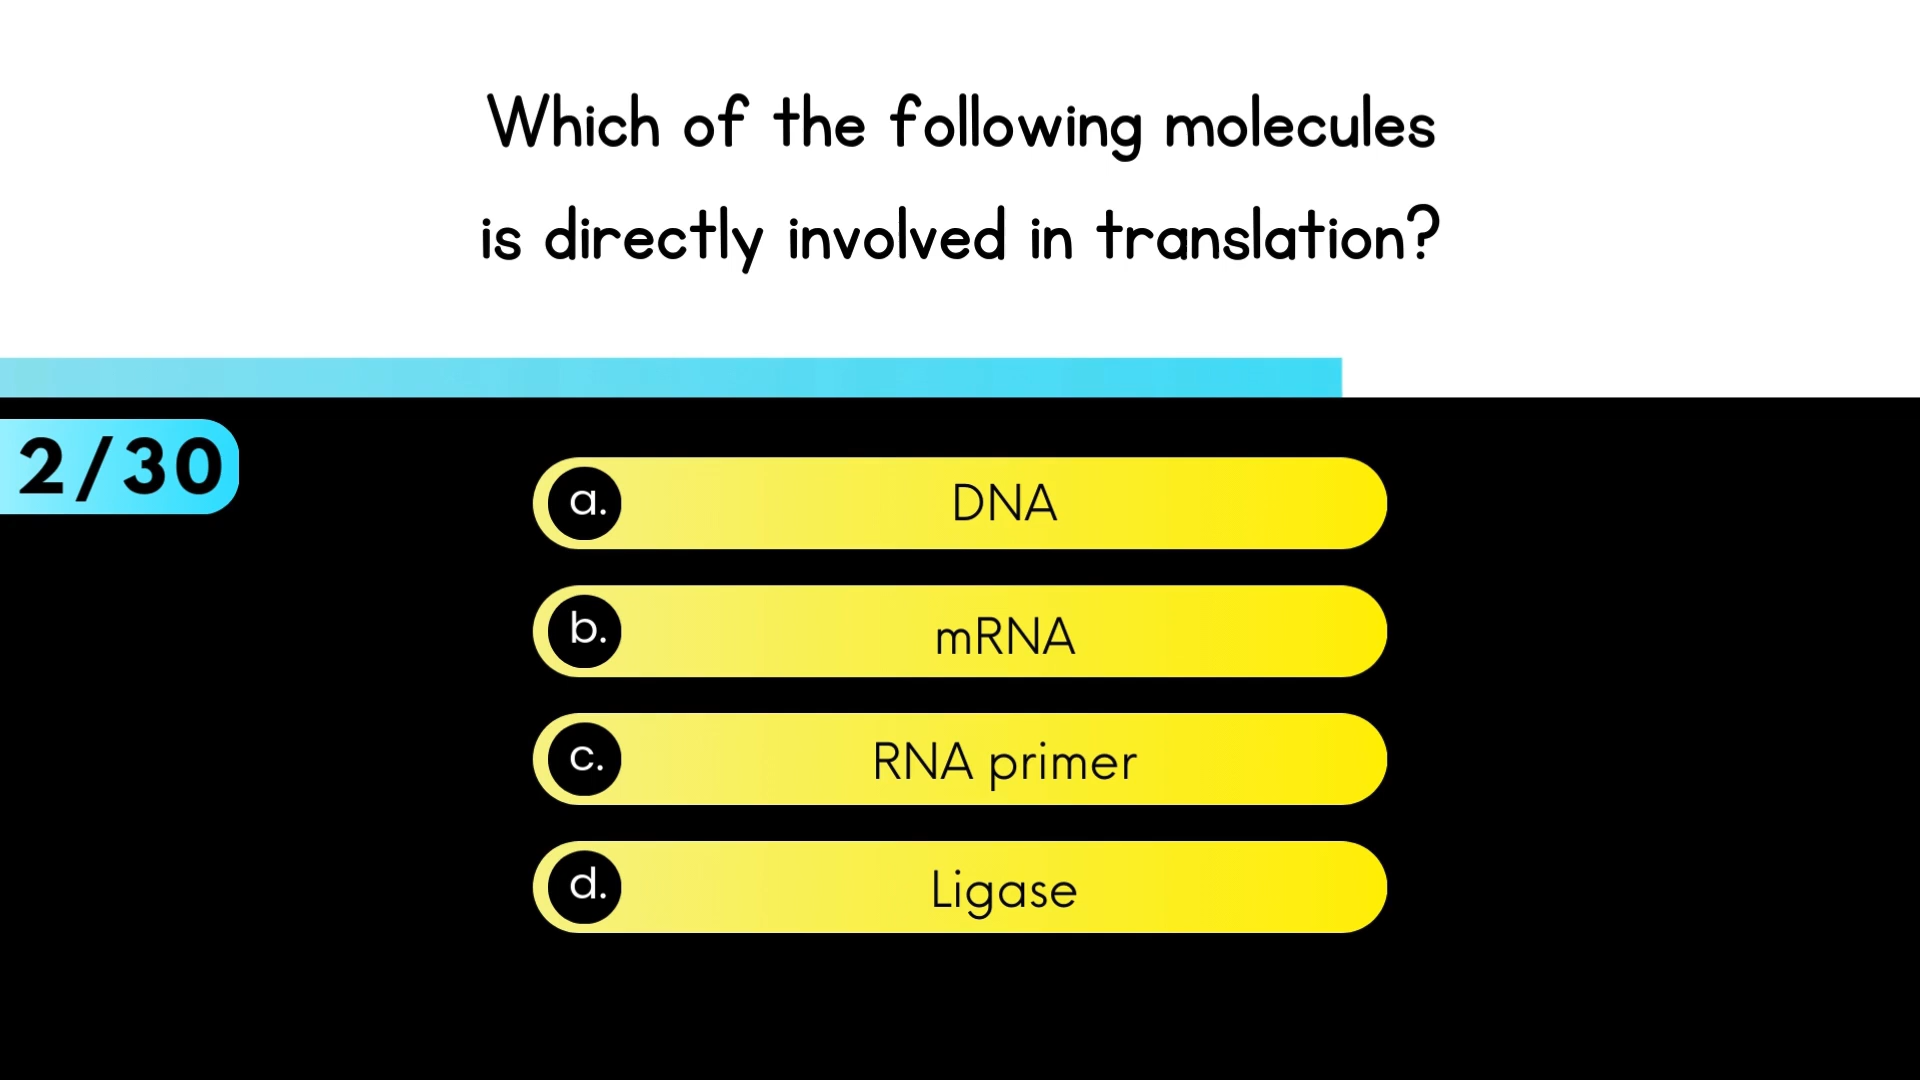 Which of the following molecules
is directly involved in translation?
2/30
a. DNA
b. mRNA
c. RNA primer
d. Ligase